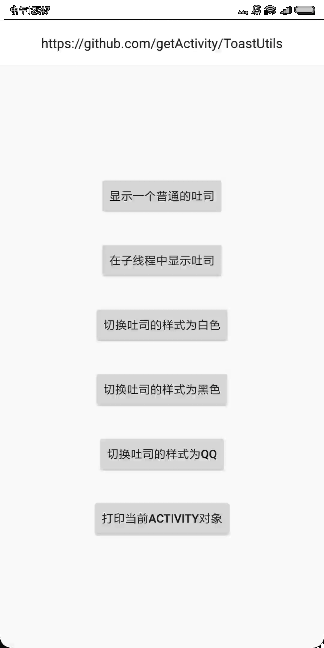 https://github.com/getActivity/ToastUtils
显示一个普通的吐司
在子线程中显示吐司
切换吐司的样式为白色
切换吐司的样式为黑色
切换吐司的样式为QQ
打印当前ACTIVITY对象